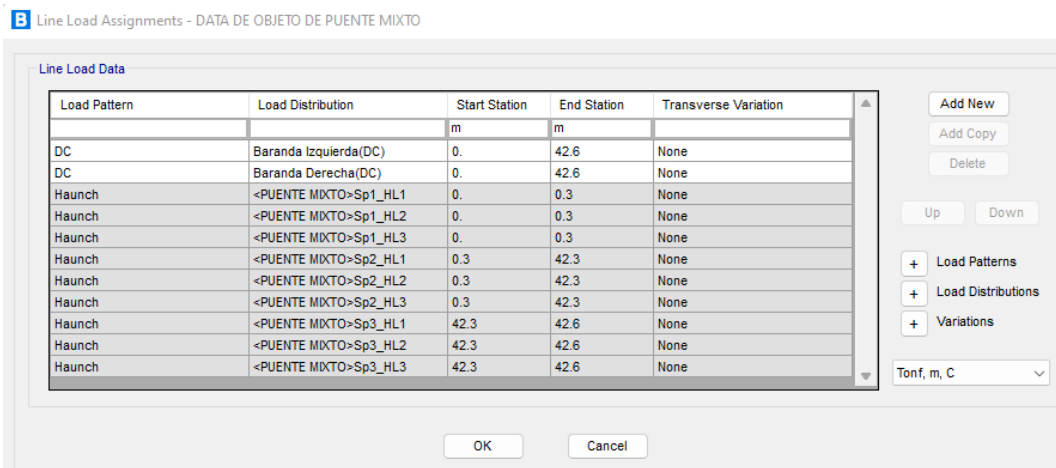 B Line Load Assignments - DATA DE OBJETO DE PUENTE MIXTO
Line Load Data
Load Pattern Load Distribution Start Station End Station Transverse Variation
m m
DC Baranda Izquierda(DC) 0. 42.6 None
DC Baranda Derecha(DC) 0. 42.6 None
Haunch <PUENTE MIXTO>Sp1_HL1 0. 0.3 None
Haunch <PUENTE MIXTO>Sp1_HL2 0. 0.3 None
Haunch <PUENTE MIXTO>Sp1_HL3 0. 0.3 None
Haunch <PUENTE MIXTO>Sp2_HL1 0.3 42.3 None
Haunch <PUENTE MIXTO>Sp2_HL2 0.3 42.3 None
Haunch <PUENTE MIXTO>Sp2_HL3 0.3 42.3 None
Haunch <PUENTE MIXTO>Sp3_HL1 42.3 42.6 None
Haunch <PUENTE MIXTO>Sp3_HL2 42.3 42.6 None
Haunch <PUENTE MIXTO>Sp3_HL3 42.3 42.6 None
Add New
Add Copy
Delete
Up Down
+ Load Patterns
+ Load Distributions
+ Variations
Tonf, m, C
OK Cancel